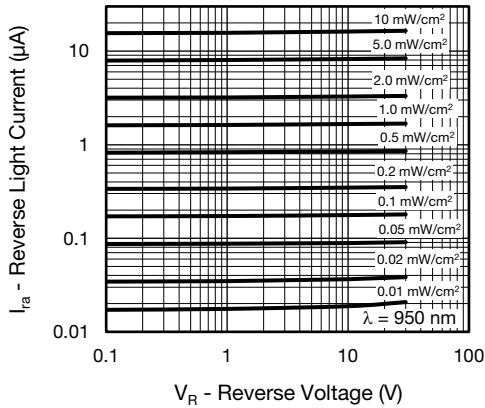 10 mW/cm²
10
5.0 mW/cm²
2.0 mW/cm²
1.0 mW/cm²
1
0.5 mW/cm²
0.2 mW/cm²
0.1 mW/cm²
0.1
0.05 mW/cm²
0.02 mW/cm²
0.01 mW/cm²
λ = 950 nm
0.01
0.1 1 10 100
V_R - Reverse Voltage (V)
I_ra - Reverse Light Current (μA)